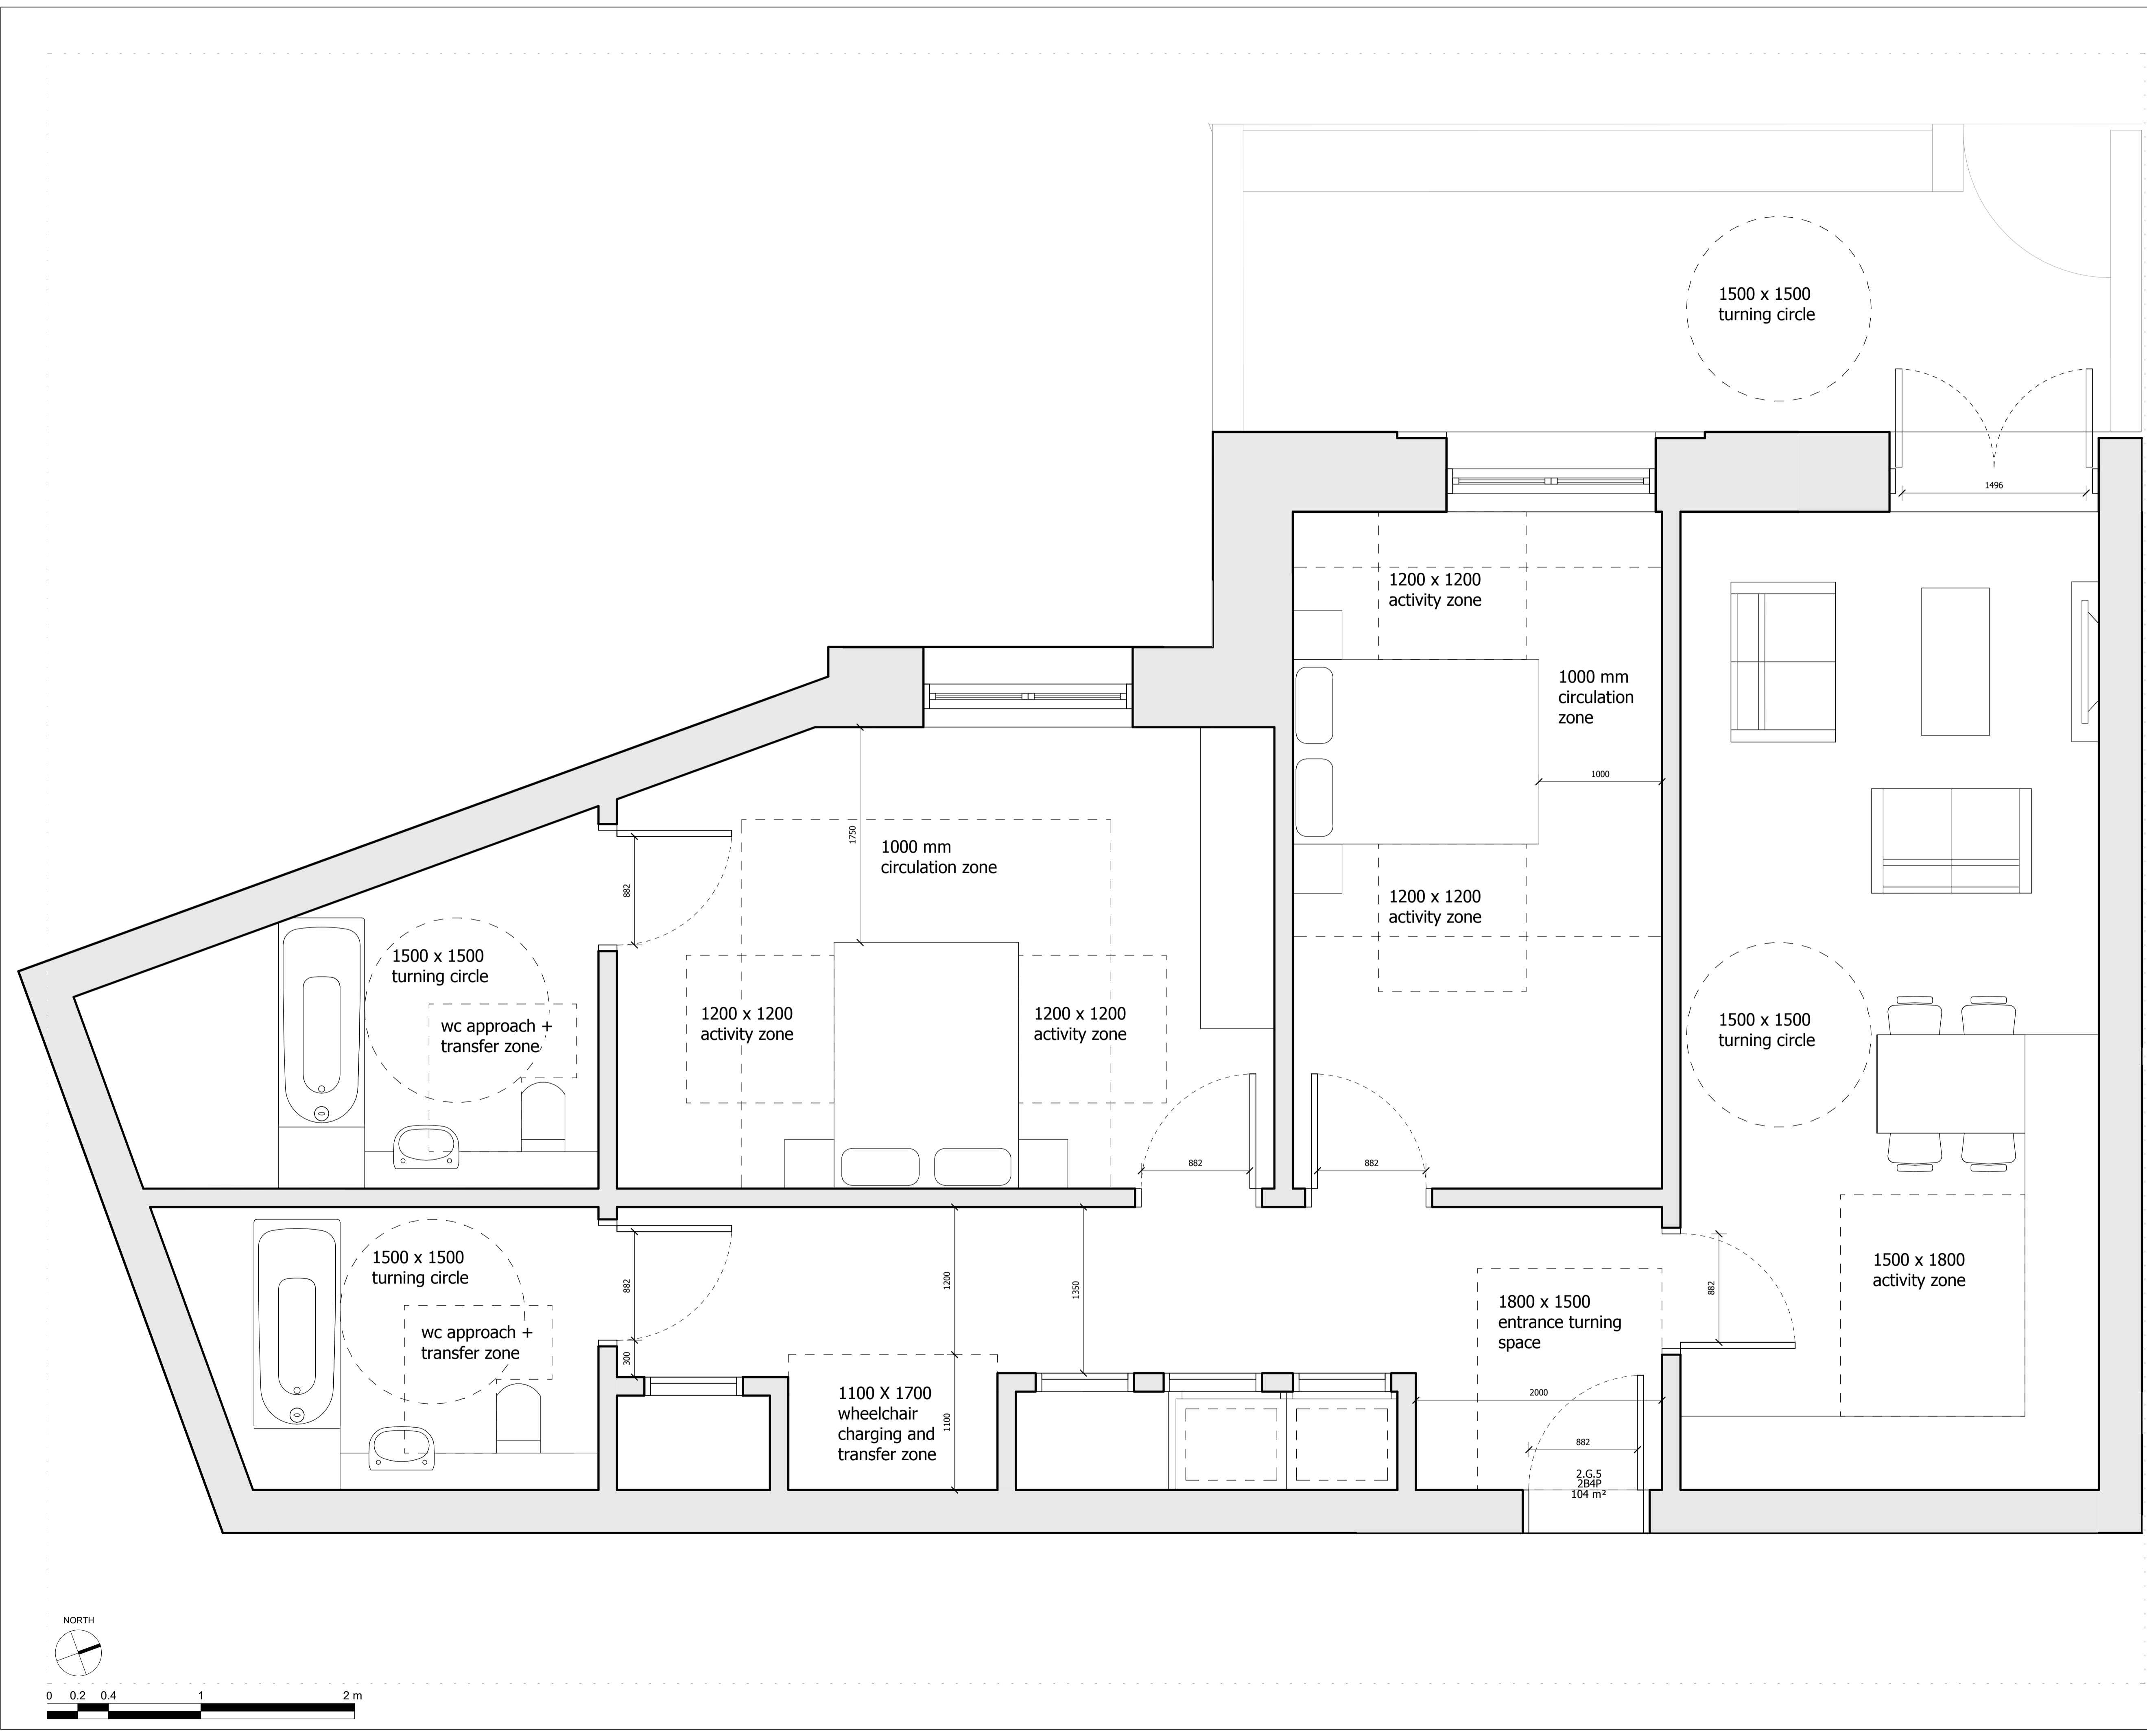 1500 x 1500
turning circle
1496
1200 x 1200
activity zone
1000 mm
circulation
zone
1000
1750
1000 mm
circulation zone
882
1200 x 1200
activity zone
1500 x 1500
turning circle
wc approach +
transfer zone
1200 x 1200
activity zone
1200 x 1200
activity zone
1500 x 1500
turning circle
882
882
1500 x 1500
turning circle
wc approach +
transfer zone
882
300
1200
1350
1100
1100 X 1700
wheelchair
charging and
transfer zone
1800 x 1500
entrance turning
space
882
1500 x 1800
activity zone
2000
882
2.G.5
2B4P
104 m²
NORTH
0 0.2 0.4 1 2 m